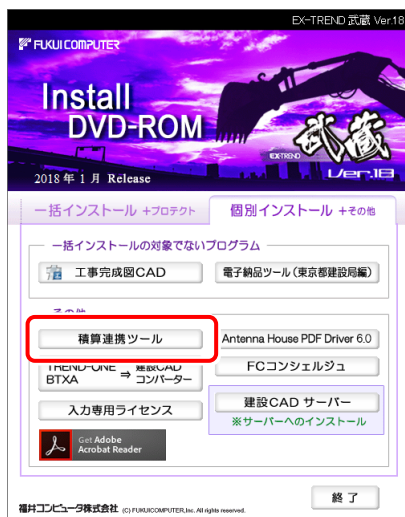 EX-TREND 武蔵 Ver.18
FUKUI COMPUTER
Install
DVD-ROM
EX-TREND
武蔵
Ver.18
2018 年 1 月 Release
一括インストール +プロテクト
個別インストール +その他
一括インストールの対象でないプログラム
工事完成図CAD
電子納品ツール(東京都建設局編)
その他
積算連携ツール
Antenna House PDF Driver 6.0
TREND-ONE
BTXA
⇒
建設CAD
コンバーター
FCコンシェルジュ
入力専用ライセンス
建設CAD サーバー
※サーバーへのインストール
Get Adobe
Acrobat Reader
終了
福井コンピュータ株式会社 (C) FUKUICOMPUTER,Inc. All rights reserved.